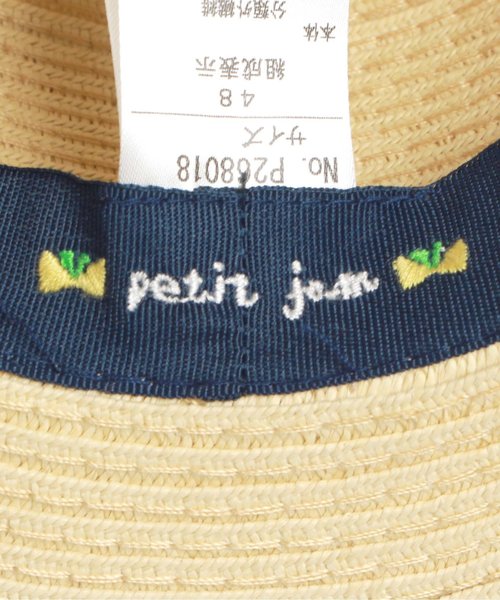 No. P268018
サイズ
48
組成表示
本体
分類外繊維
petit jam